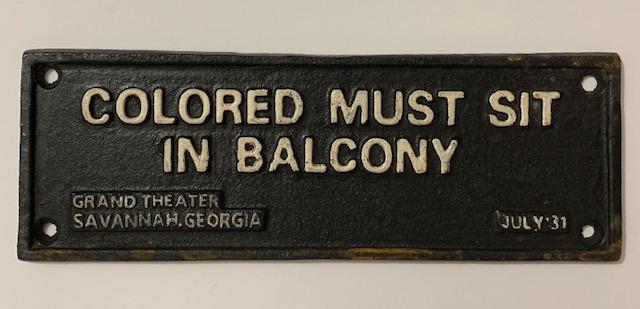 COLORED MUST SIT
IN BALCONY
GRAND THEATER
SAVANNAH, GEORGIA
JULY '31